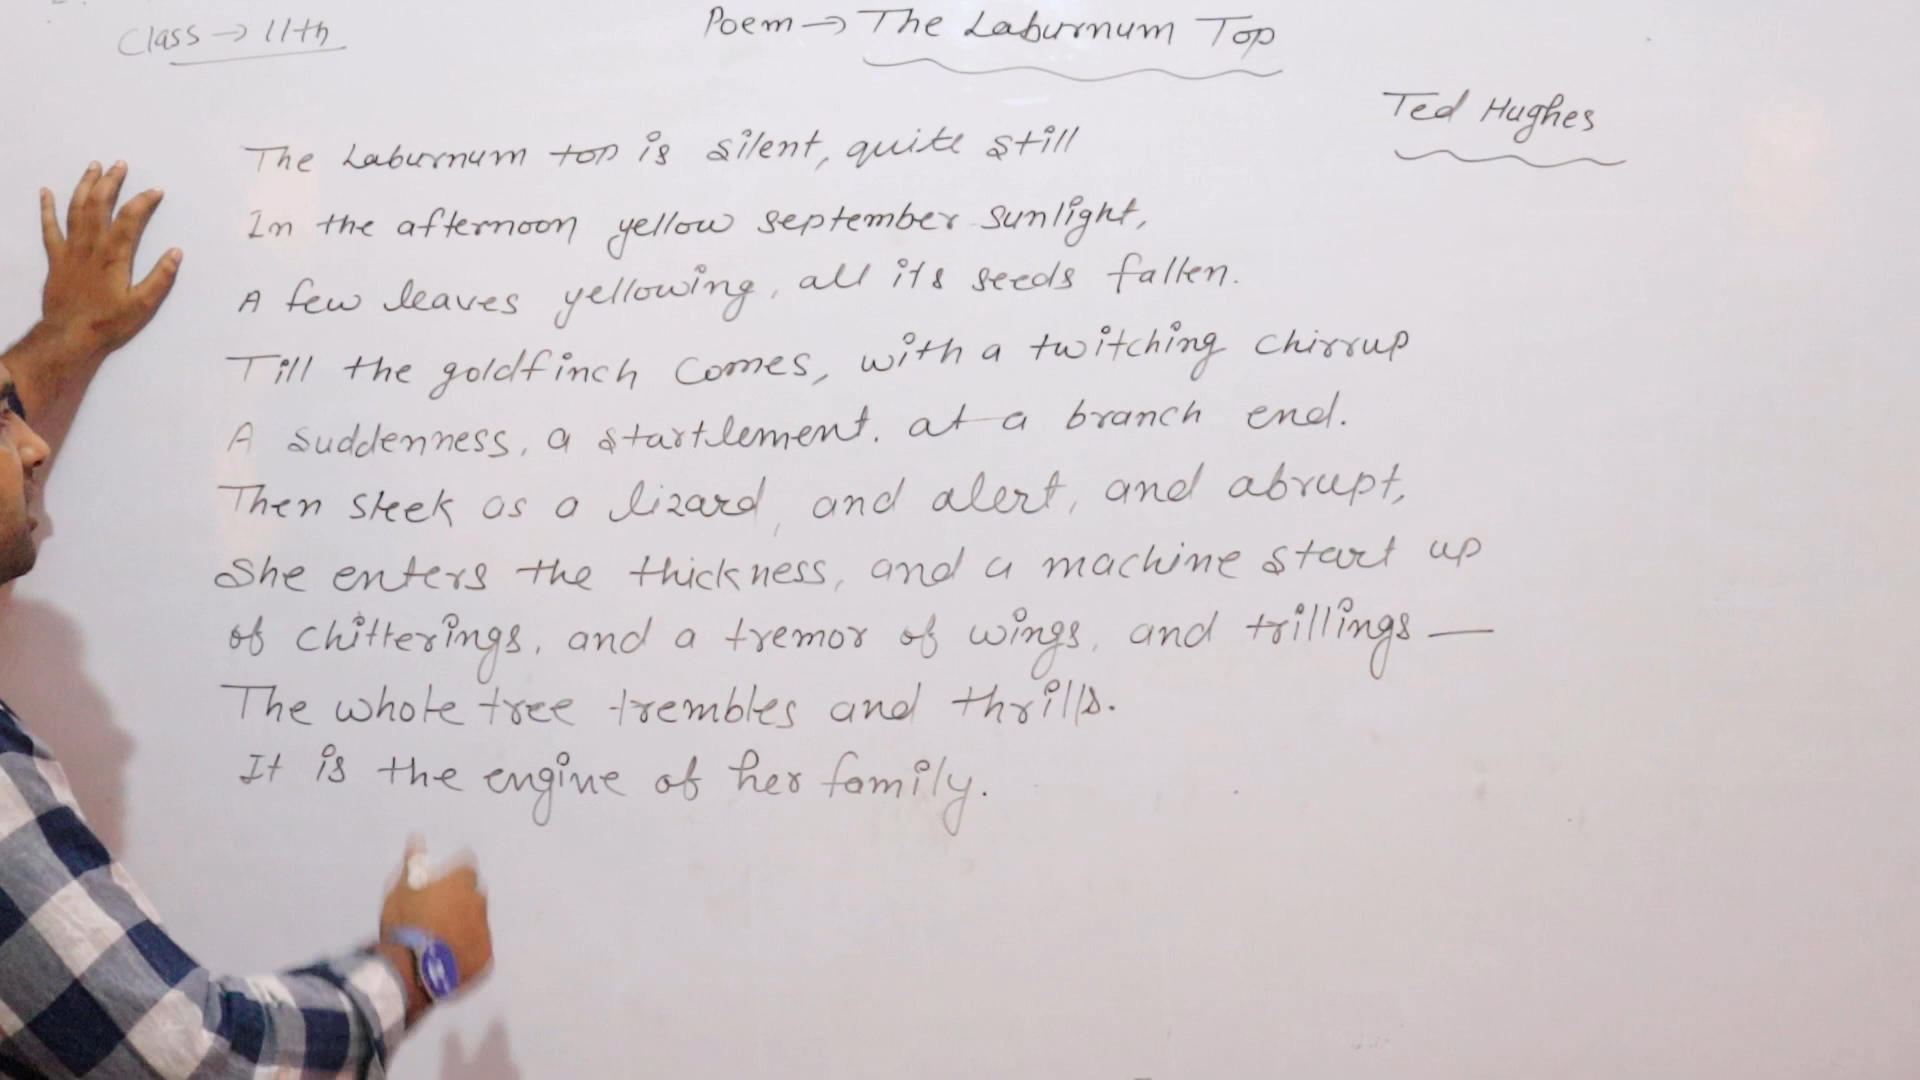 Class → 11th
Poem → The Laburnum Top
Ted Hughes
The Laburnum top is silent, quite still
In the afternoon yellow september sunlight,
A few leaves yellowing, all its seeds fallen.
Till the goldfinch comes, with a twitching chirrup
A suddenness, a startlement. at a branch end.
Then sleek as a lizard, and alert, and abrupt,
She enters the thickness, and a machine start up
of chitterings, and a tremor of wings, and trillings —
The whole tree trembles and thrills.
It is the engine of her family.